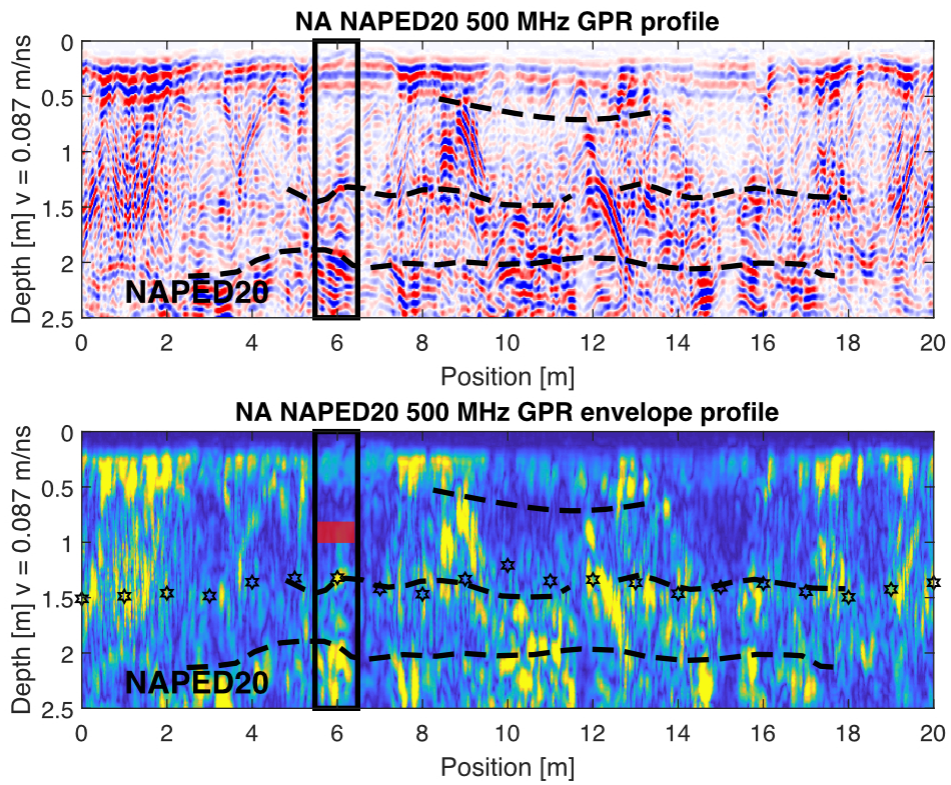 NA NAPED20 500 MHz GPR profile
0
0.5
1
1.5
2
2.5
Depth [m] v = 0.087 m/ns
NAPED20
0 2 4 6 8 10 12 14 16 18 20
Position [m]
NA NAPED20 500 MHz GPR envelope profile
0
0.5
1
1.5
2
2.5
Depth [m] v = 0.087 m/ns
NAPED20
0 2 4 6 8 10 12 14 16 18 20
Position [m]